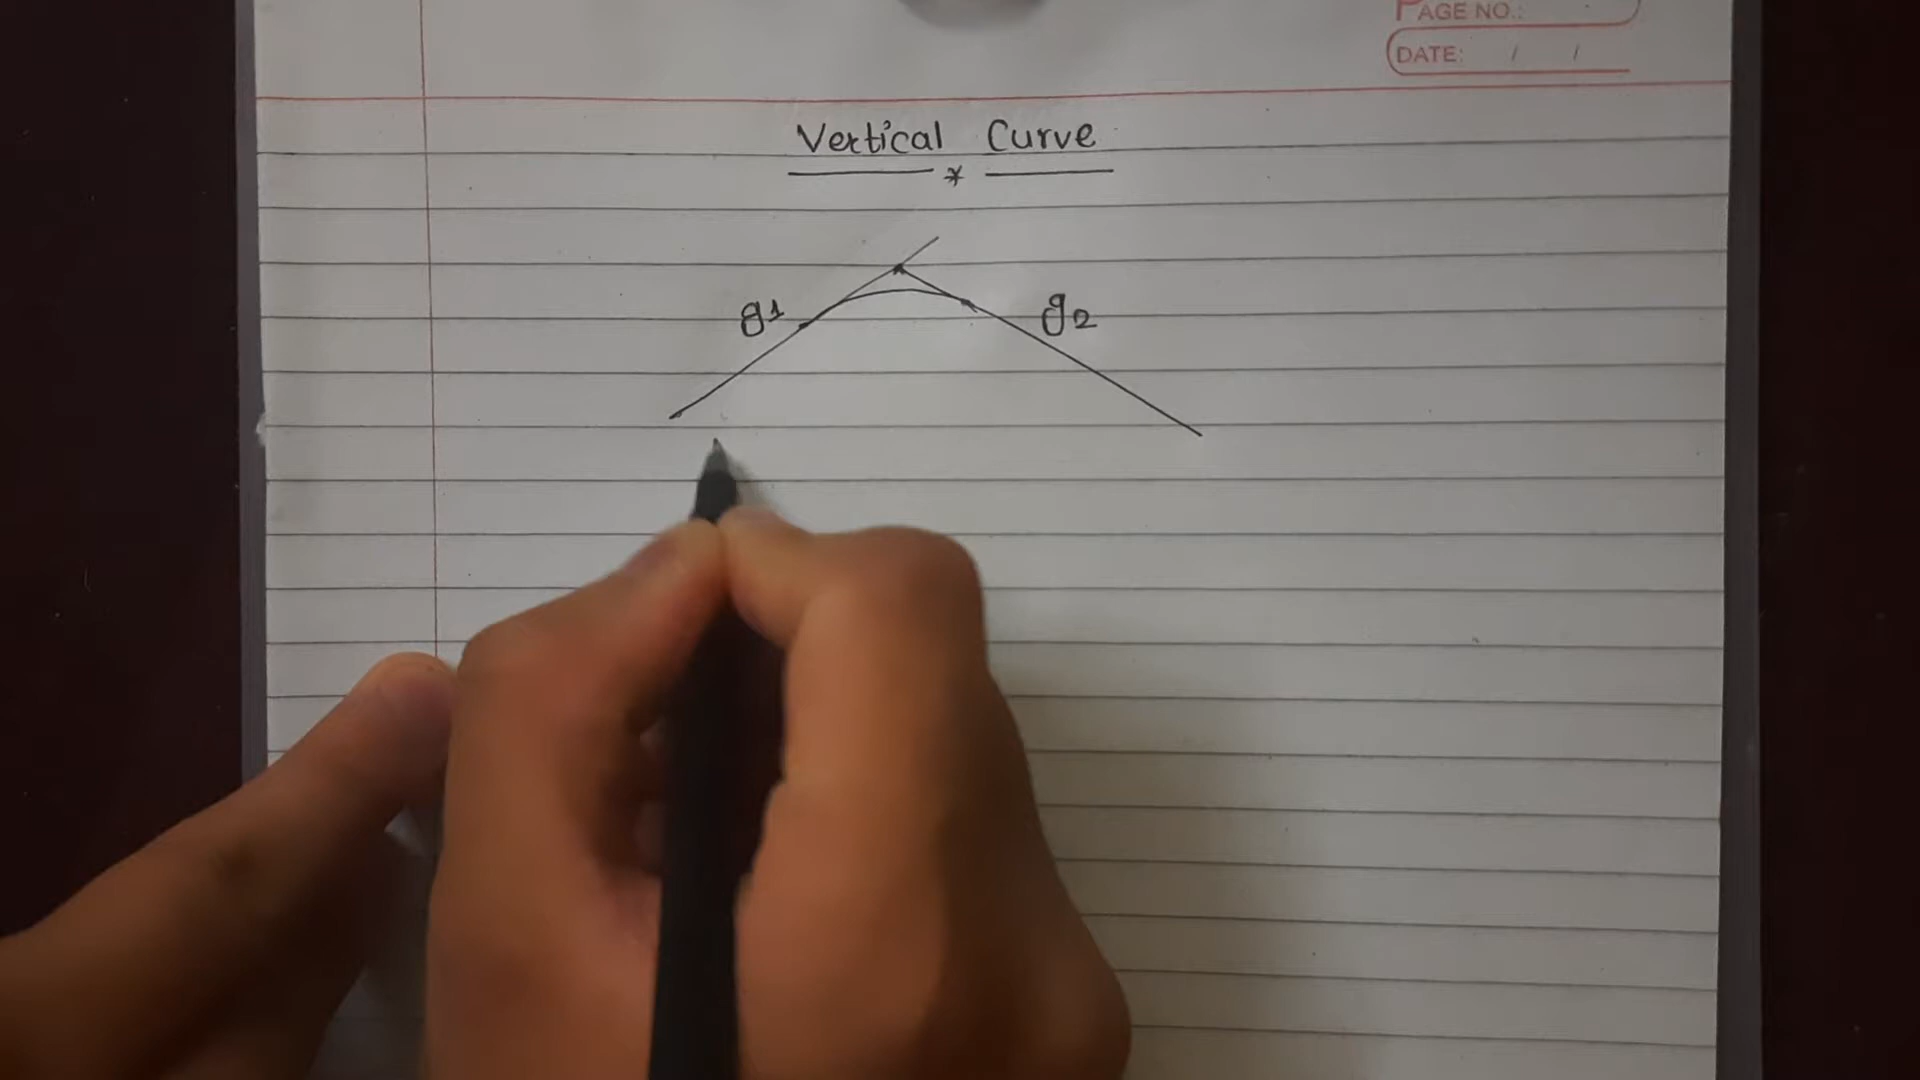 PAGE NO.:
DATE: / /
Vertical Curve
*
g1
g2